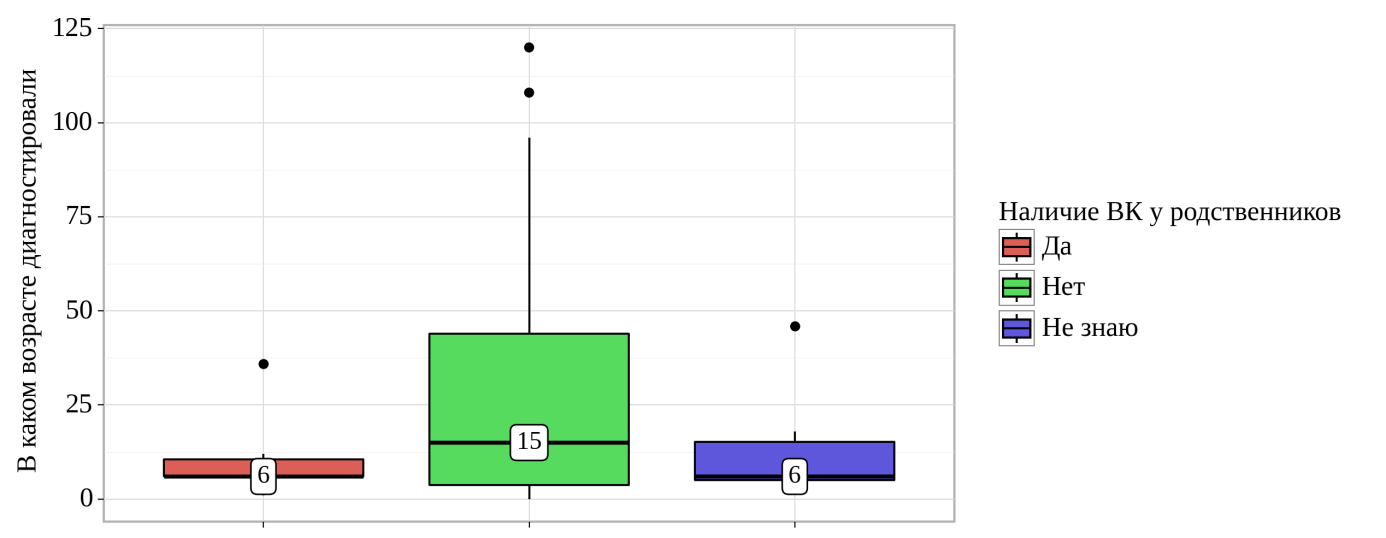 В каком возрасте диагностировали
125
100
75
50
25
0
6
15
6
Наличие ВК у родственников
Да
Нет
Не знаю